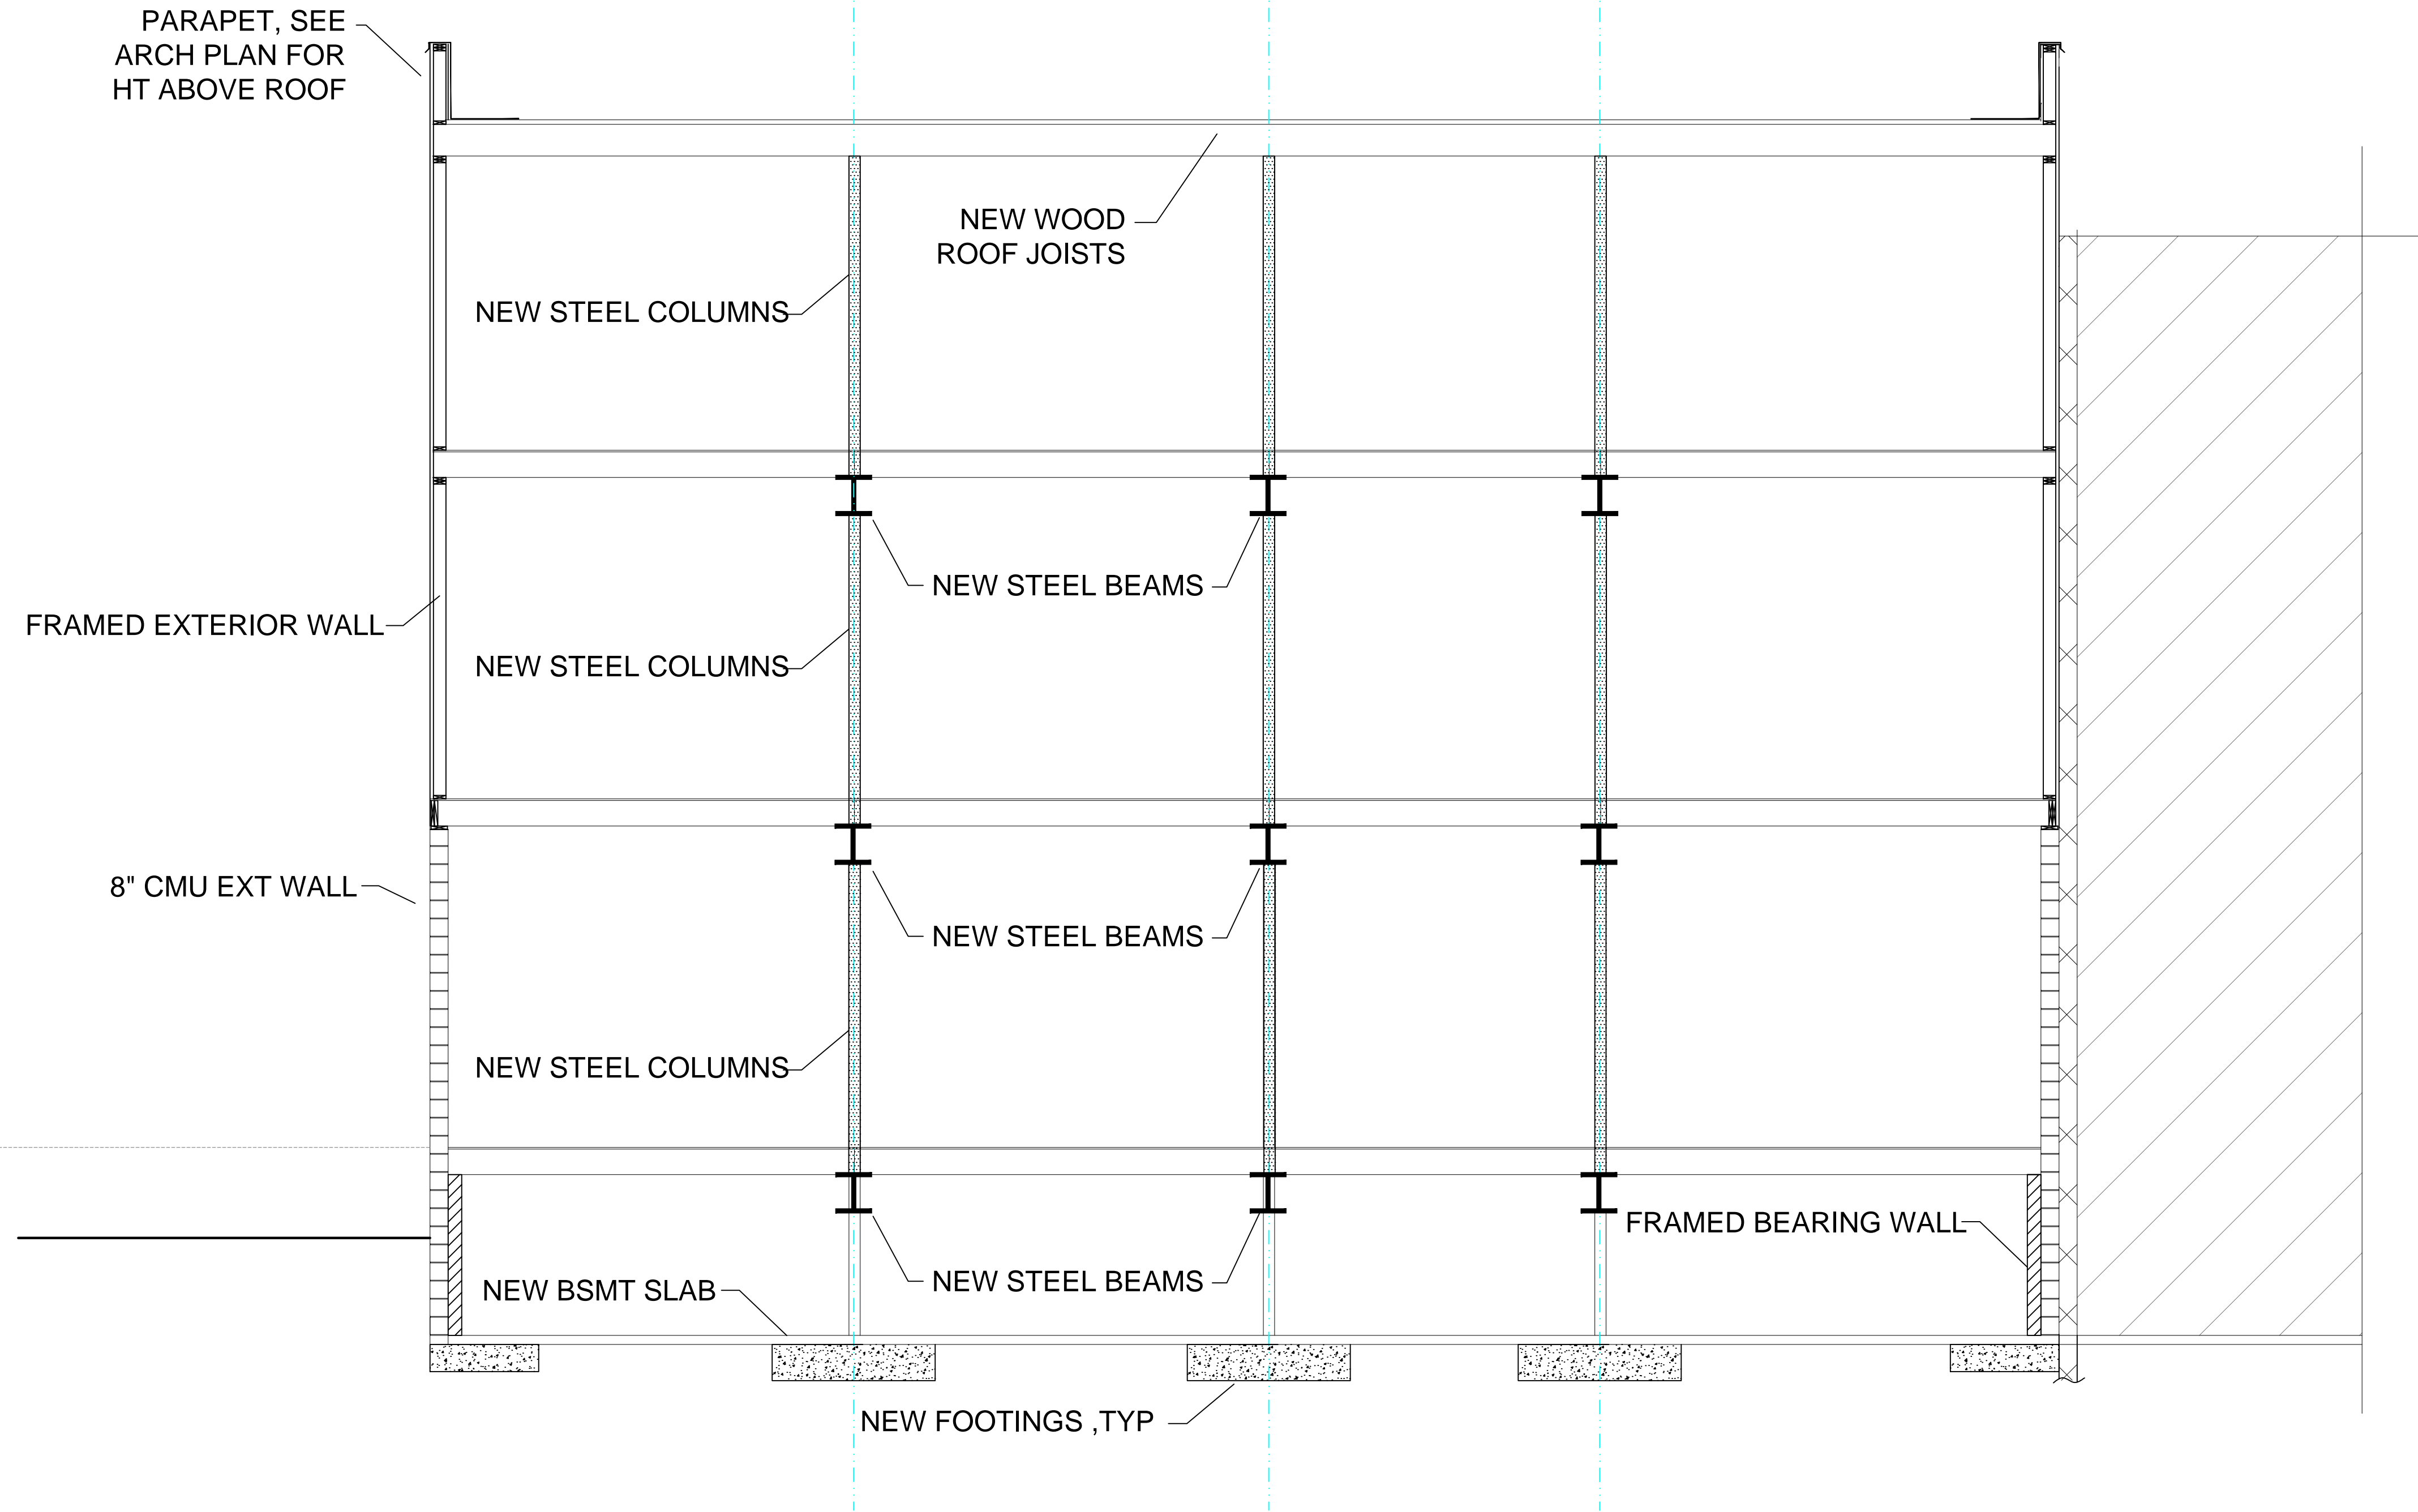 PARAPET, SEE
ARCH PLAN FOR
HT ABOVE ROOF
NEW WOOD
ROOF JOISTS
NEW STEEL COLUMNS
NEW STEEL BEAMS
FRAMED EXTERIOR WALL
NEW STEEL COLUMNS
8" CMU EXT WALL
NEW STEEL BEAMS
NEW STEEL COLUMNS
FRAMED BEARING WALL
NEW STEEL BEAMS
NEW BSMT SLAB
NEW FOOTINGS ,TYP